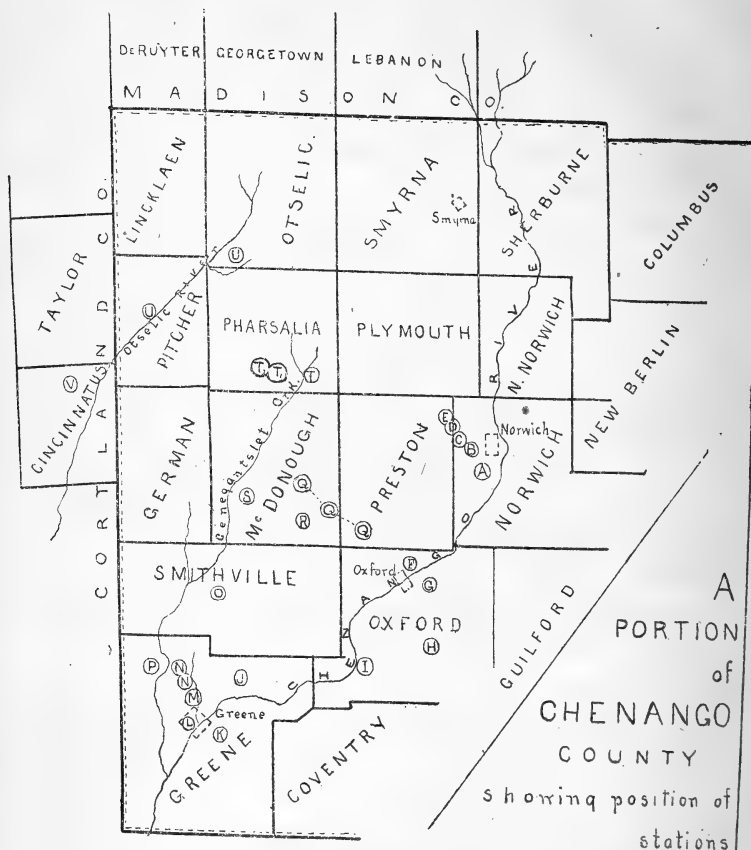 DERUYTER GEORGETOWN LEBANON
MADISON CO.
LINCKLAEN
OTSELIC.
SMYRNA
Smyrna
SHERBURNE
COLUMBUS
TAYLOR
CORTLAND CO.
Otselic River
U
U
PITCHER
PHARSALIA
PLYMOUTH
N. NORWICH
NEW BERLIN
CINCINNATUS
V
T T T
Genegantslet Crk.
GERMAN
McDONOUGH
PRESTON
E
D
C
B
A
Norwich
NORWICH
S
Q
Q
Q
R
SMITHVILLE
O
Oxford
F
G
OXFORD
H
I
GUILFORD
CHENANGO RIVER
P
N
N
M
L
J
K
Greene
GREENE
COVENTRY
A
PORTION
of
CHENANGO
COUNTY
showing position of
stations